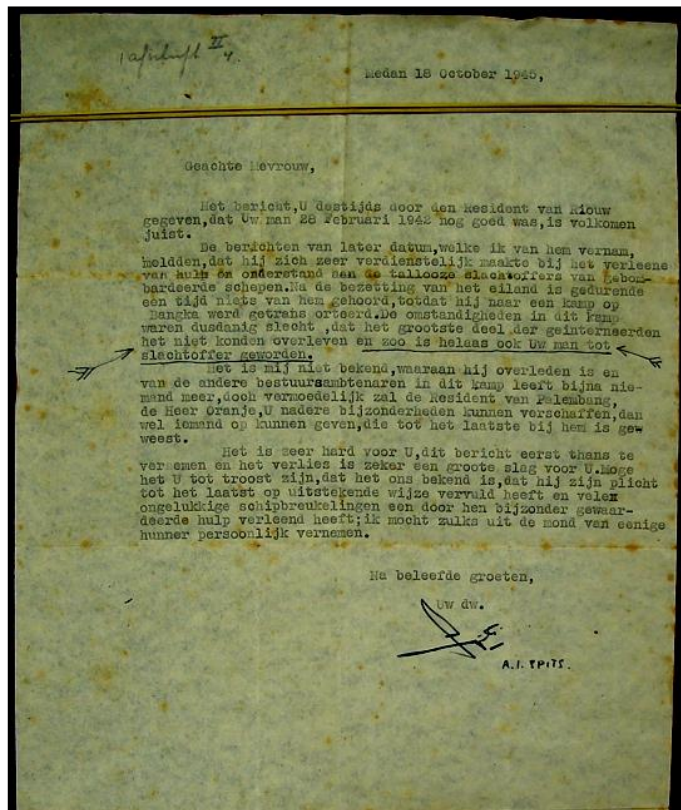 Medan 18 October 1945,
Geachte Mevrouw,
Het bericht,U destijds door den Resident van Riouw
gegeven,dat Uw man 28 Februari 1942 nog goed was,is volkomen
juist.
De berichten van later datum,welke ik van hem vernam,
meldden,dat hij zich zeer verdienstelijk maakte bij het verleene
van hulp en onderstand aan de tallooze slachtoffers van gebom-
bardeerde schepen.Na de bezetting van het eiland is gedurende
een tijd niets van hem gehoord,totdat hij naar een kamp op
Bangka werd getrans orteerd.De omstandigheden in dit kamp
waren dusdanig slecht ,dat het grootste deel der geinterneerden
het niet konden overleven en zoo is helaas ook Uw man tot
slachtoffer geworden.
Het is mij niet bekend,waaraan hij overleden is en
van de andere bestuursambtenaren in dit kamp leeft bijna nie-
mand meer,doch vermoedelijk zal de Resident van Palembang,
de Heer Oranje,U nadere bijzonderheden kunnen verschaffen,dan
wel iemand op kunnen geven,die tot het laatste bij hem is gew
weest.
Het is zeer hard voor U,dit bericht eerst thans te
vernemen en het verlies is zeker een groote slag voor U.Moge
het U tot troost zijn,dat het ons bekend is,dat hij zijn plicht
tot het laatst op uitstekende wijze vervuld heeft en velex
ongelukkige schipbreukelingen een door hen bijzonder gewaar-
deerde hulp verleend heeft;ik mocht zulks uit de mond van eenige
hunner persoonlijk vernemen.
Na beleefde groeten,
Uw dw.
A.I. SPITS.